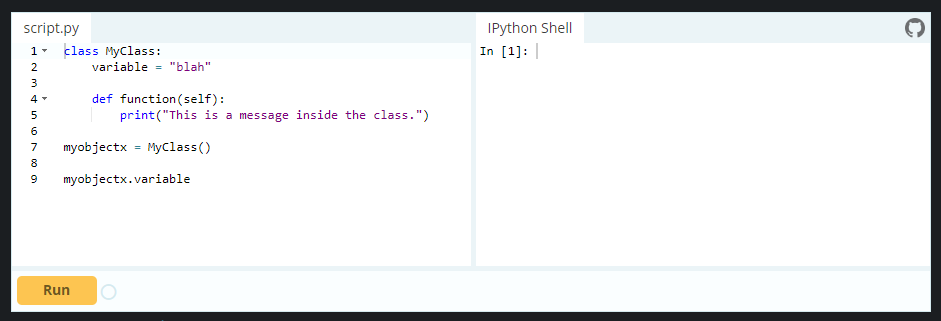 script.py
IPython Shell
1 class MyClass:
2     variable = "blah"
3
4     def function(self):
5         print("This is a message inside the class.")
6
7 myobjectx = MyClass()
8
9 myobjectx.variable
In [1]:
Run